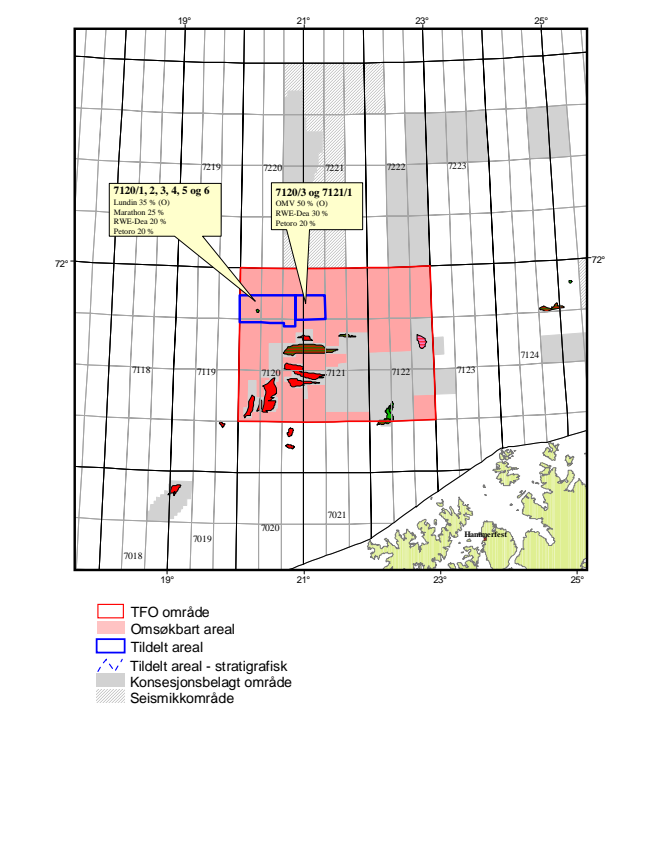 19°
21°
23°
25°
7219
7220
7221
7222
7223
7120/1, 2, 3, 4, 5 og 6
Lundin 35 % (O)
Marathon 25 %
RWE-Dea 20 %
Petoro 20 %
7120/3 og 7121/1
OMV 50 % (O)
RWE-Dea 30 %
Petoro 20 %
72°
72°
7118
7119
7120
7121
7122
7123
7124
7018
7019
7020
7021
Hammerfest
19°
21°
23°
25°
TFO område
Omsøkbart areal
Tildelt areal
Tildelt areal - stratigrafisk
Konsesjonsbelagt område
Seismikkområde